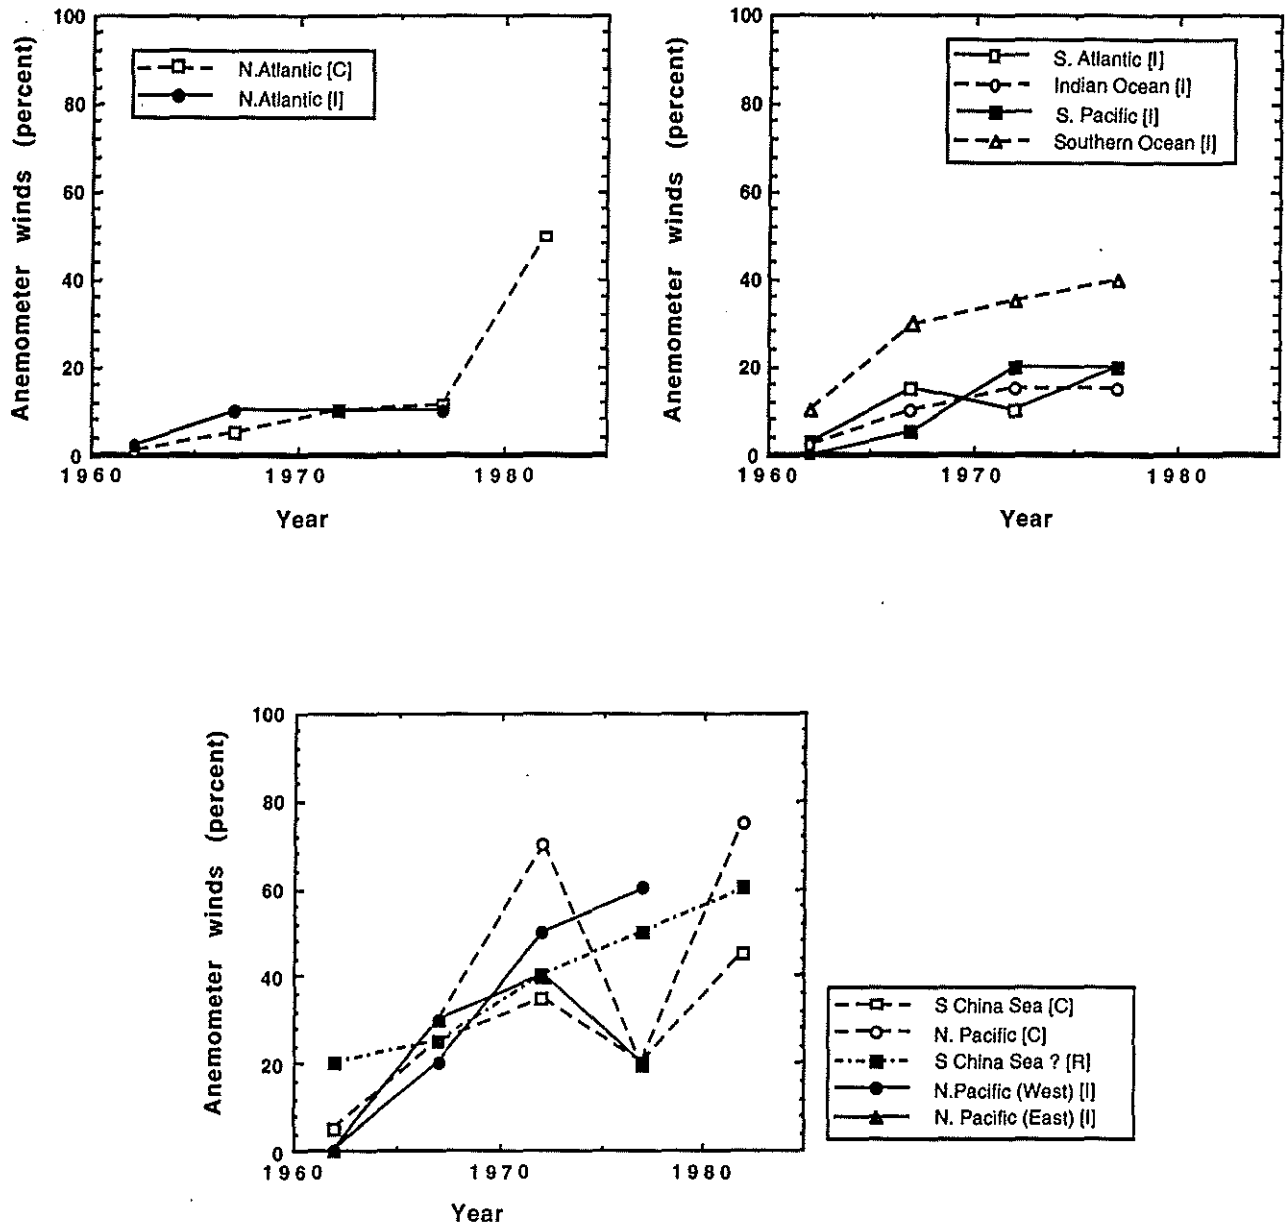 Anemometer winds (percent)
100
80
60
40
20
0
N.Atlantic [C]
N.Atlantic [I]
1960
1970
1980
Year
Anemometer winds (percent)
100
80
60
40
20
0
S. Atlantic [I]
Indian Ocean [I]
S. Pacific [I]
Southern Ocean [I]
1960
1970
1980
Year
Anemometer winds (percent)
100
80
60
40
20
0
1960
1970
1980
Year
S China Sea [C]
N. Pacific [C]
S China Sea ? [R]
N.Pacific (West) [I]
N. Pacific (East) [I]